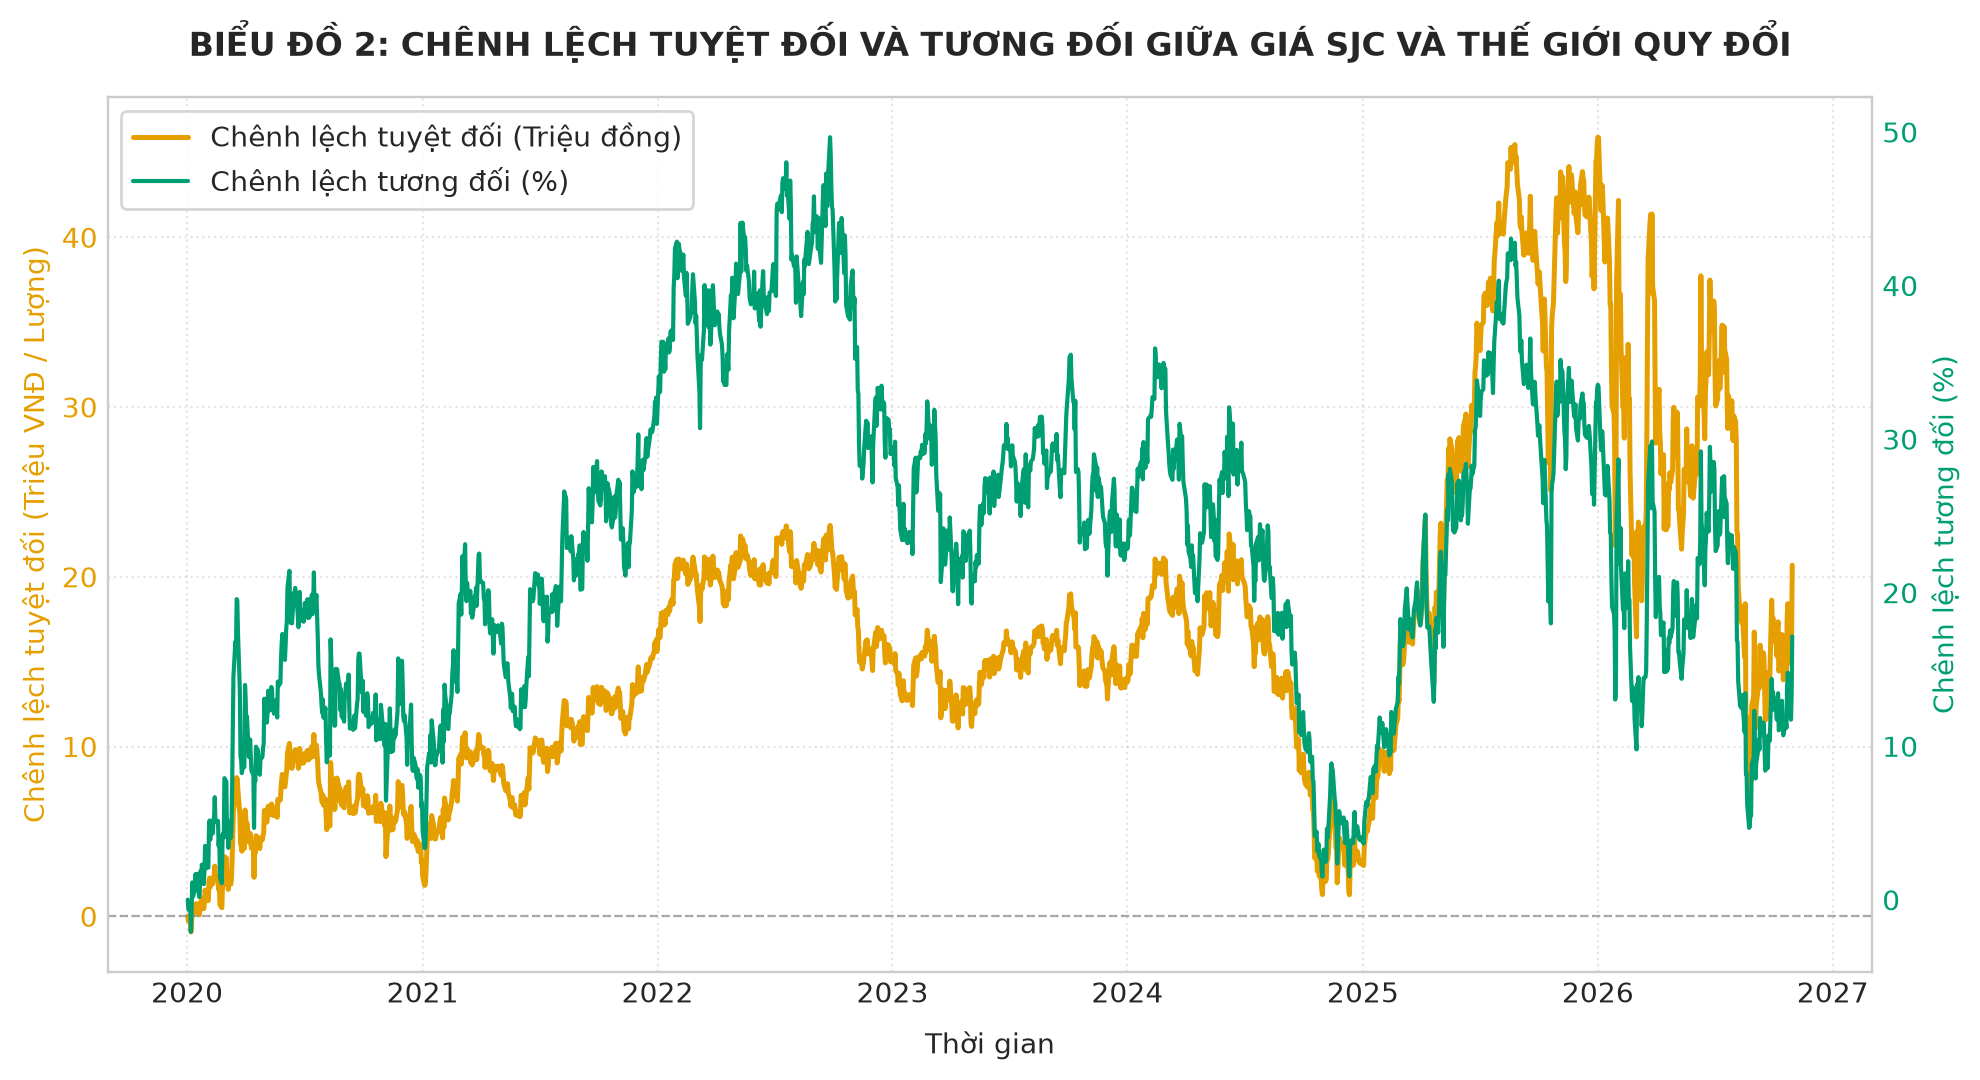 BIỂU ĐỒ 2: CHÊNH LỆCH TUYỆT ĐỐI VÀ TƯƠNG ĐỐI GIỮA GIÁ SJC VÀ THẾ GIỚI QUY ĐỔI
Chênh lệch tuyệt đối (Triệu đồng)
Chênh lệch tương đối (%)
Chênh lệch tuyệt đối (Triệu VNĐ / Lượng)
40
30
20
10
0
50
40
30
20
10
0
Chênh lệch tương đối (%)
2020 2021 2022 2023 2024 2025 2026 2027
Thời gian